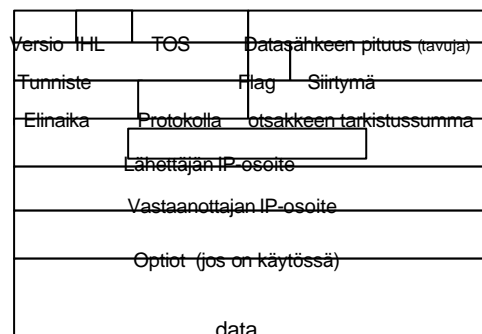 Versio IHL TOS Datasähkeen pituus (tavuja)
Tunniste Flag Siirtymä
Elinaika Protokolla otsakkeen tarkistussumma
Lähettäjän IP-osoite
Vastaanottajan IP-osoite
Optiot (jos on käytössä)
data